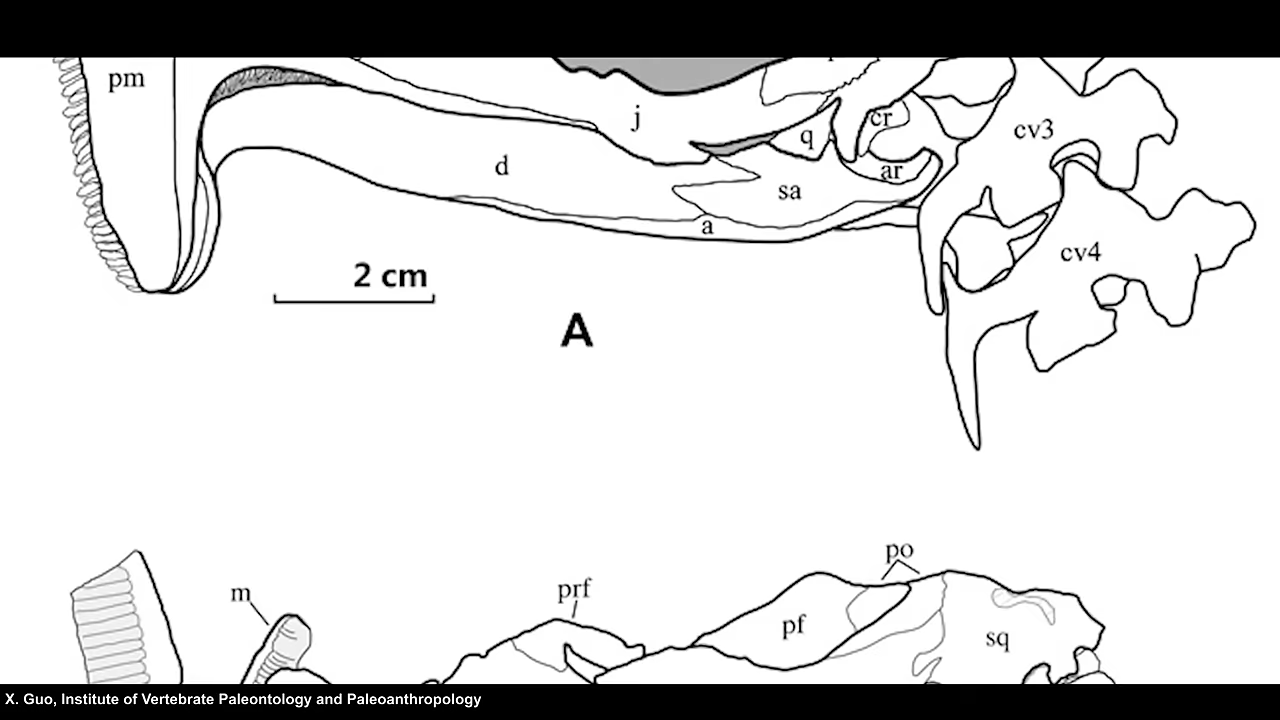 pm
j
q
cr
cv3
d
ar
sa
a
cv4
2 cm
A
po
prf
m
pf
sq
X. Guo, Institute of Vertebrate Paleontology and Paleoanthropology